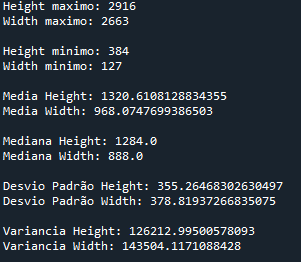 Height maximo: 2916
Width maximo: 2663
Height minimo: 384
Width minimo: 127
Media Height: 1320.6108128834355
Media Width: 968.0747699386503
Mediana Height: 1284.0
Mediana Width: 888.0
Desvio Padrão Height: 355.26468302630497
Desvio Padrão Width: 378.81937266835075
Variancia Height: 126212.99500578093
Variancia Width: 143504.1171088428